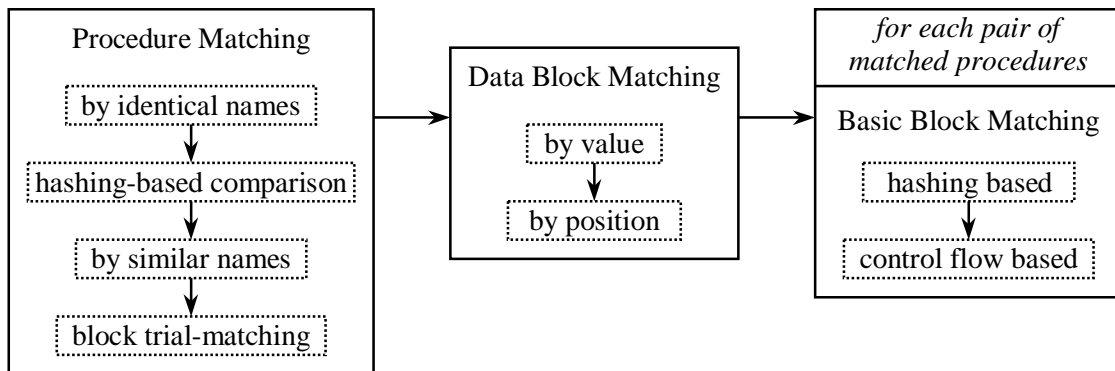 Procedure Matching
by identical names
hashing-based comparison
by similar names
block trial-matching
Data Block Matching
by value
by position
for each pair of
matched procedures
Basic Block Matching
hashing based
control flow based